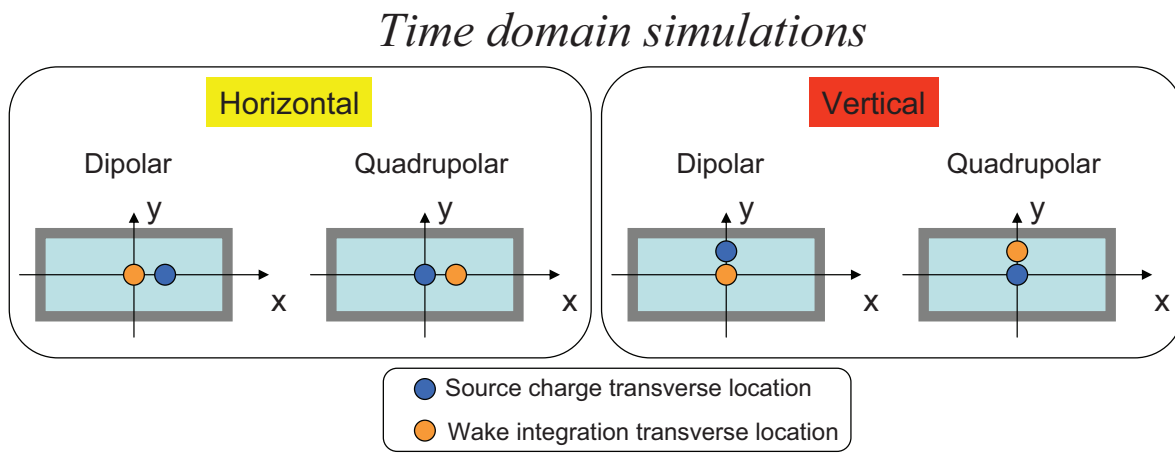 Time domain simulations
Horizontal
Vertical
Dipolar
Quadrupolar
Dipolar
Quadrupolar
y
y
y
y
x
x
x
x
Source charge transverse location
Wake integration transverse location